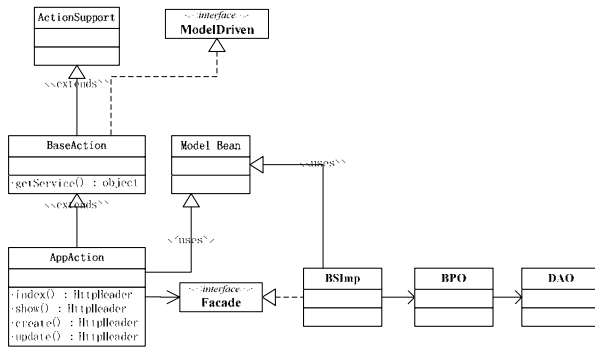 ActionSupport
<<interface>>
ModelDriven
<<extends>>
BaseAction
Model Bean
<<uses>>
+getService() : object
<<extends>>
AppAction
<<uses>>
+index() : HttpHeader
+show() : HttpHeader
+create() : HttpHeader
+update() : HttpHeader
<<interface>>
Facade
BSImp
BPO
DAO